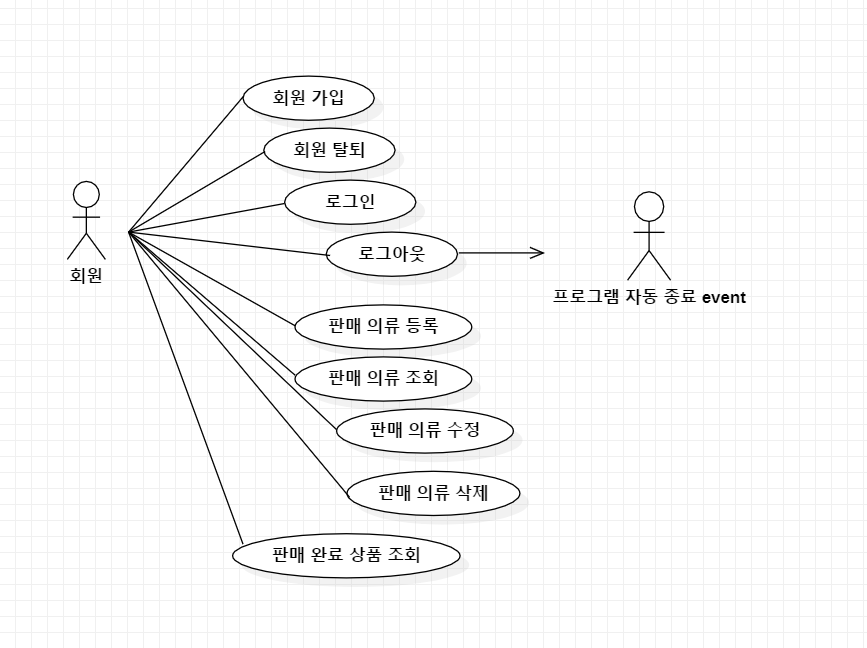 회원 가입
회원 탈퇴
로그인
로그아웃
회원
프로그램 자동 종료 event
판매 의류 등록
판매 의류 조회
판매 의류 수정
판매 의류 삭제
판매 완료 상품 조회